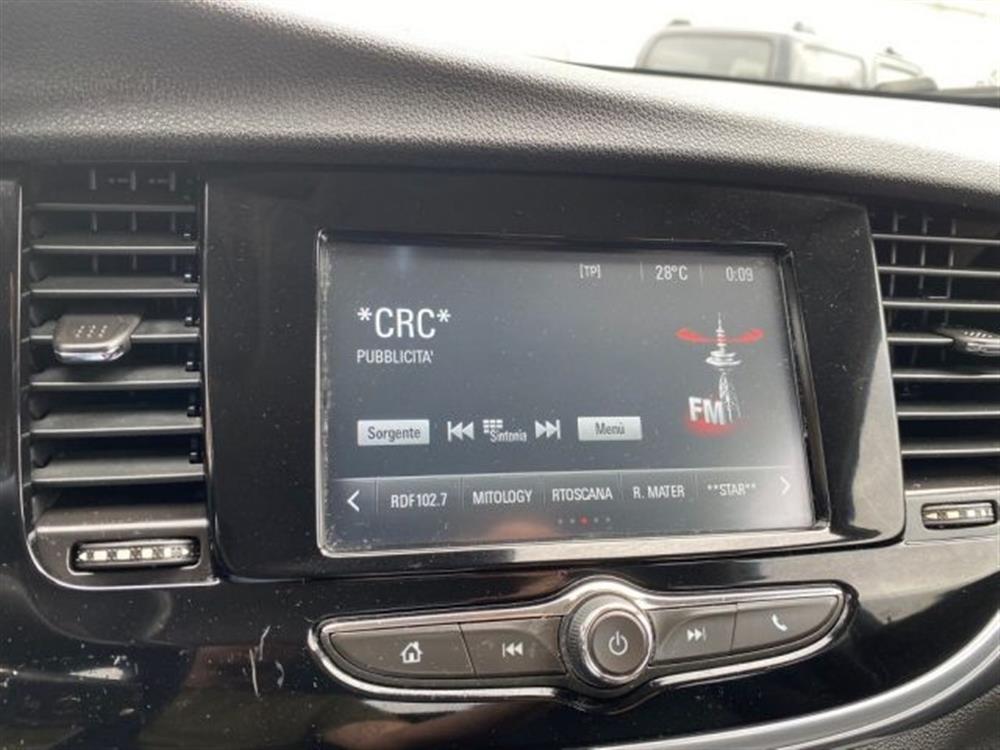 [TP] 28°C 0:09
*CRC*
PUBBLICITA'
FM
Sorgente Sintonia Menù
RDF102.7 MITOLOGY RTOSCANA R. MATER **STAR**